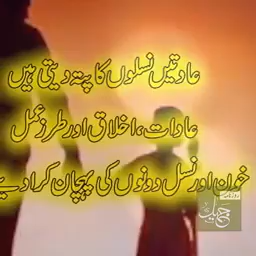 عادتیں نسلوں کا پتہ دیتی ہیں
عادات، اخلاق اور طرز عمل
خون اور نسل دونوں کی پہچان کرا دیتے